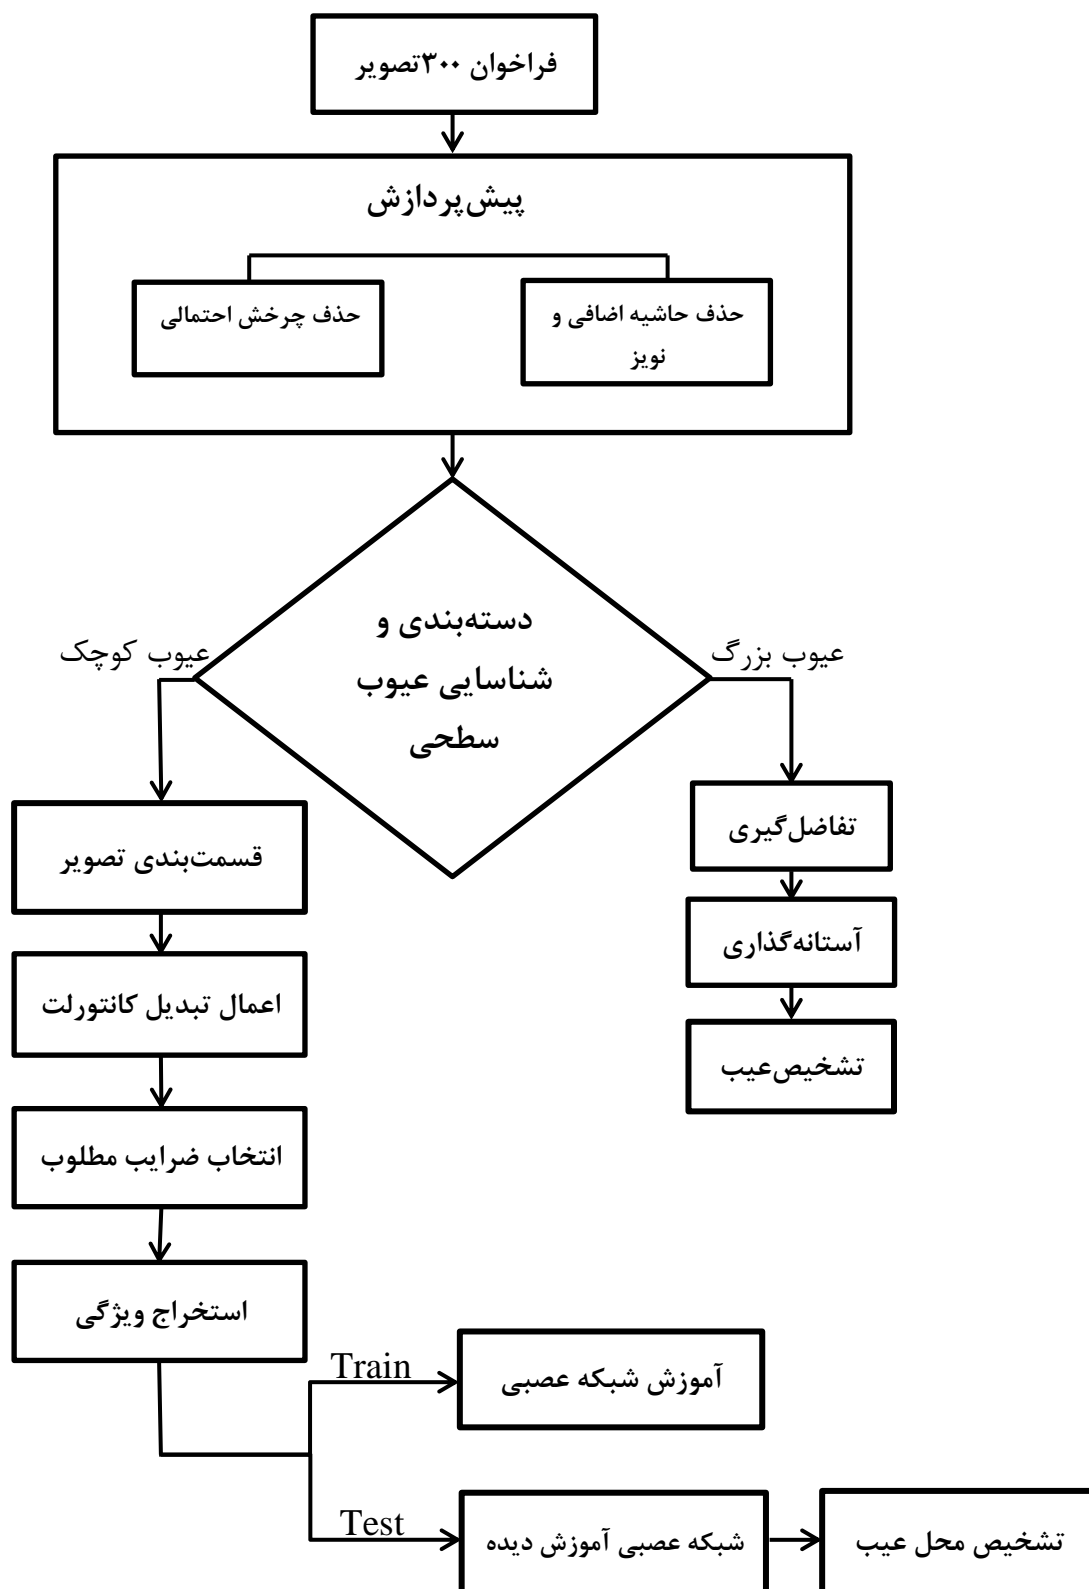 فراخوان ۳۰۰تصویر
پیش‌پردازش
حذف حاشیه اضافی و
نویز
حذف چرخش احتمالی
دسته‌بندی و
شناسایی عیوب
سطحی
عیوب بزرگ
عیوب کوچک
تفاضل‌گیری
آستانه‌گذاری
تشخیص‌عیب
قسمت‌بندی تصویر
اعمال تبدیل کانتورلت
انتخاب ضرایب مطلوب
استخراج ویژگی
Train
آموزش شبکه عصبی
Test
شبکه عصبی آموزش دیده
تشخیص محل عیب